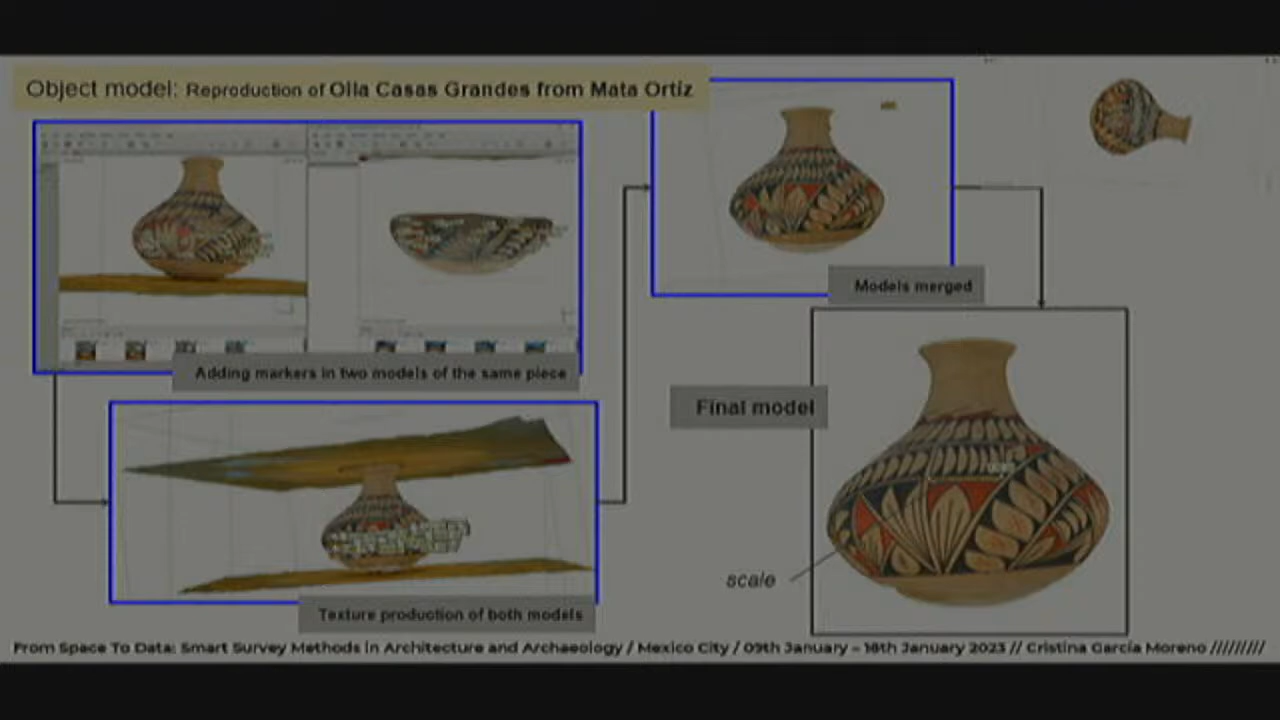 Object model: Reproduction of Olla Casas Grandes from Mata Ortiz
Adding markers in two models of the same piece
Models merged
Final model
scale
Texture production of both models
From Space To Data: Smart Survey Methods in Architecture and Archaeology / Mexico City / 09th January – 18th January 2023 // Cristina García Moreno /////////